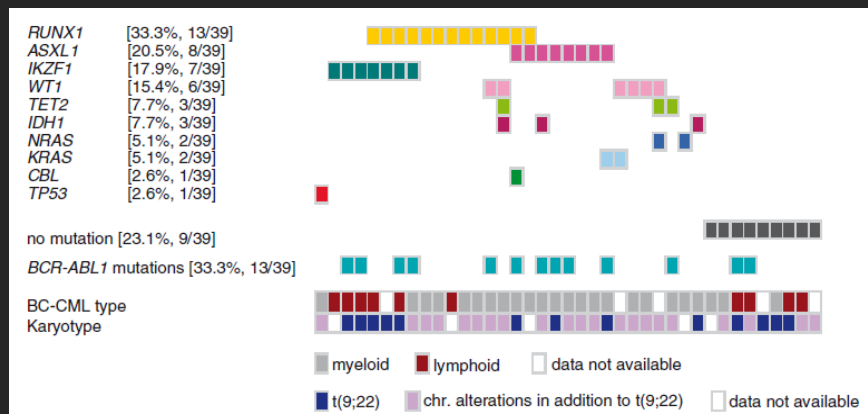 RUNX1 [33.3%, 13/39]
ASXL1 [20.5%, 8/39]
IKZF1 [17.9%, 7/39]
WT1 [15.4%, 6/39]
TET2 [7.7%, 3/39]
IDH1 [7.7%, 3/39]
NRAS [5.1%, 2/39]
KRAS [5.1%, 2/39]
CBL [2.6%, 1/39]
TP53 [2.6%, 1/39]
no mutation [23.1%, 9/39]
BCR-ABL1 mutations [33.3%, 13/39]
BC-CML type
Karyotype
myeloid lymphoid data not available
t(9;22) chr. alterations in addition to t(9;22) data not available